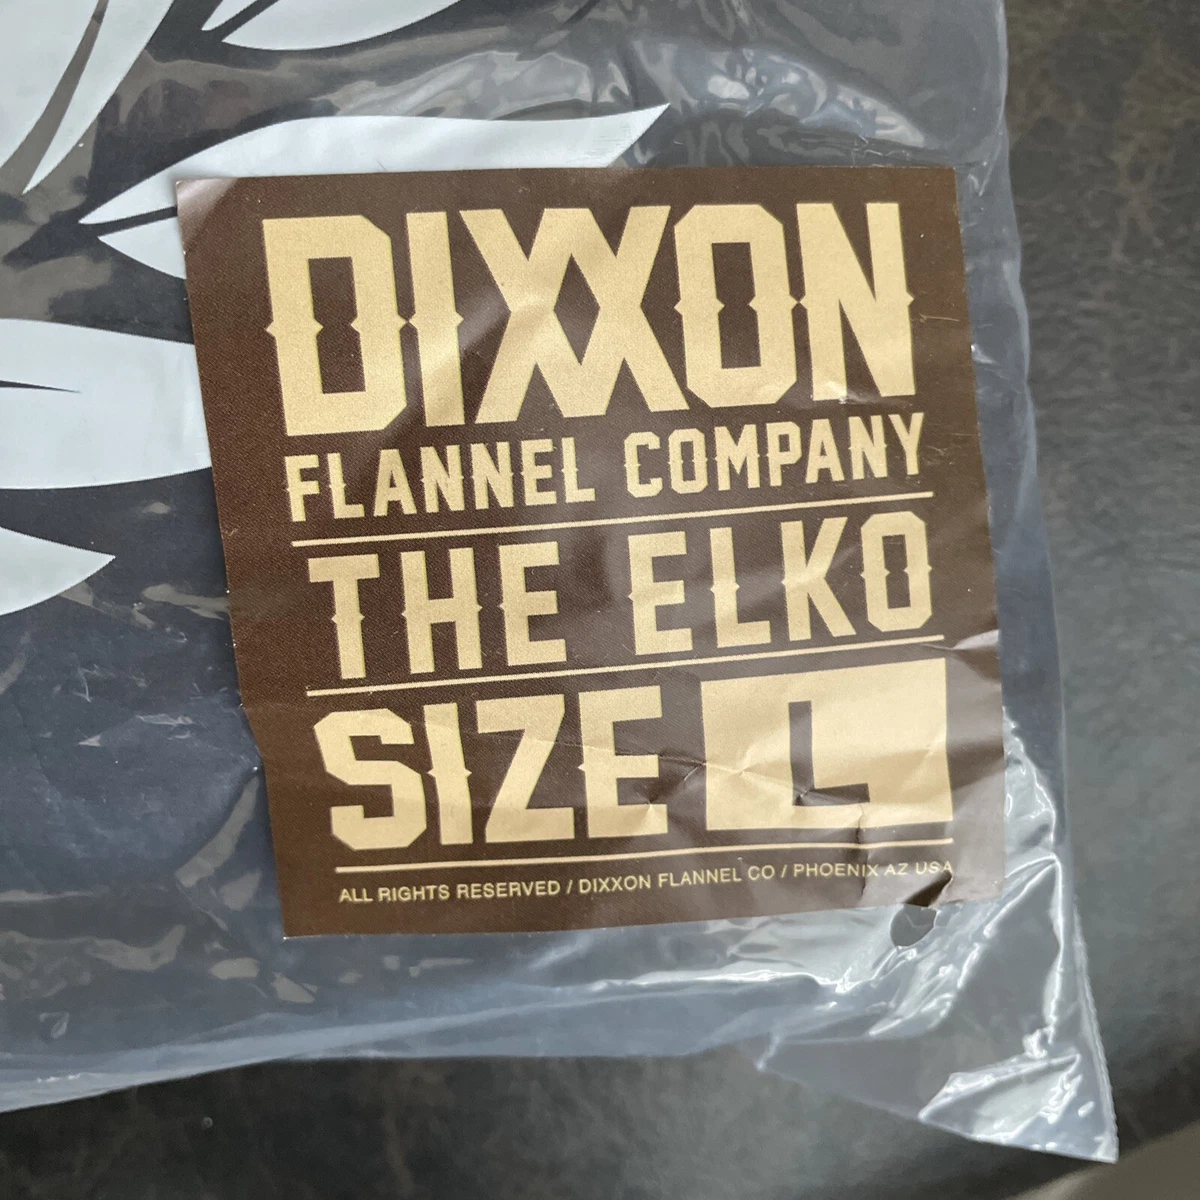 DIXXON
FLANNEL COMPANY
THE ELKO
SIZE L
ALL RIGHTS RESERVED / DIXXON FLANNEL CO / PHOENIX AZ USA